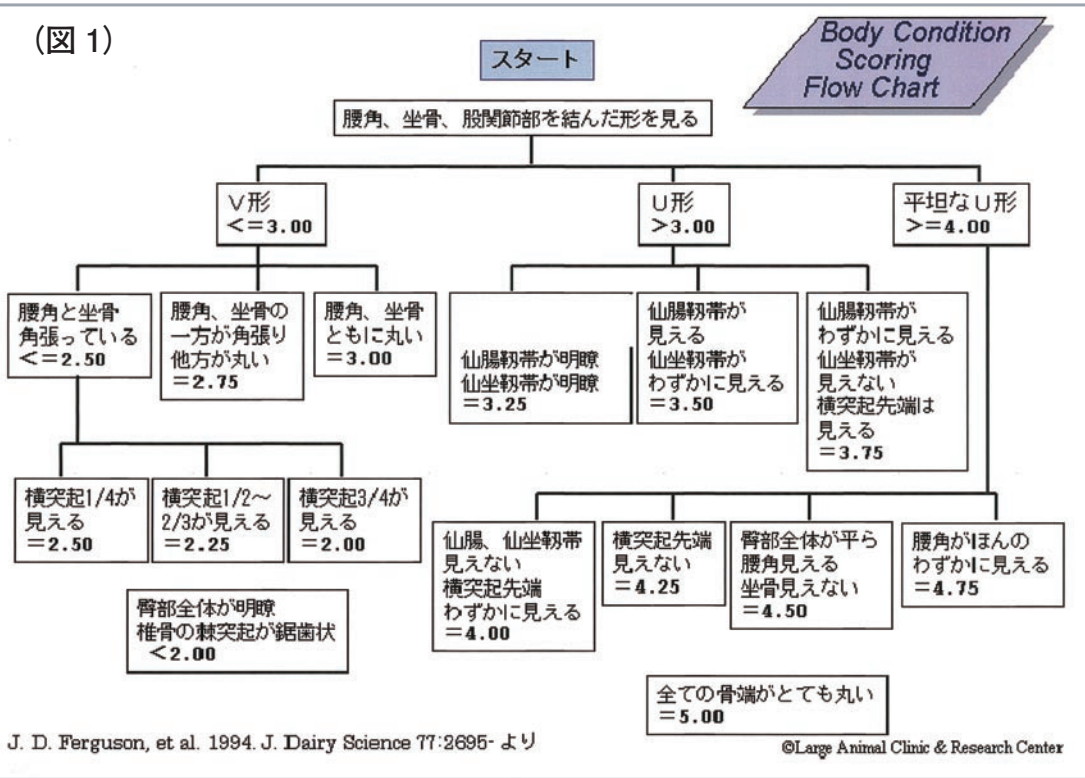 (図1)
スタート
Body Condition
Scoring
Flow Chart
腰角、坐骨、股関節部を結んだ形を見る
V形
<=3.00
U形
>3.00
平坦なU形
>=4.00
腰角と坐骨
角張っている
<=2.50
腰角、坐骨の
一方が角張り
他方が丸い
=2.75
腰角、坐骨
ともに丸い
=3.00
仙腸靱帯が明瞭
仙坐靱帯が明瞭
=3.25
仙腸靱帯が
見える
仙坐靱帯が
わずかに見える
=3.50
仙腸靱帯が
わずかに見える
仙坐靱帯が
見えない
横突起先端は
見える
=3.75
横突起1/4が
見える
=2.50
横突起1/2～
2/3が見える
=2.25
横突起3/4が
見える
=2.00
仙腸、仙坐靱帯
見えない
横突起先端
わずかに見える
=4.00
横突起先端
見えない
=4.25
臀部全体が平ら
腰角見える
坐骨見えない
=4.50
腰角がほんの
わずかに見える
=4.75
臀部全体が明瞭
椎骨の棘突起が鋸歯状
<2.00
全ての骨端がとても丸い
=5.00
J. D. Ferguson, et al. 1994. J. Dairy Science 77:2695- より
©Large Animal Clinic & Research Center